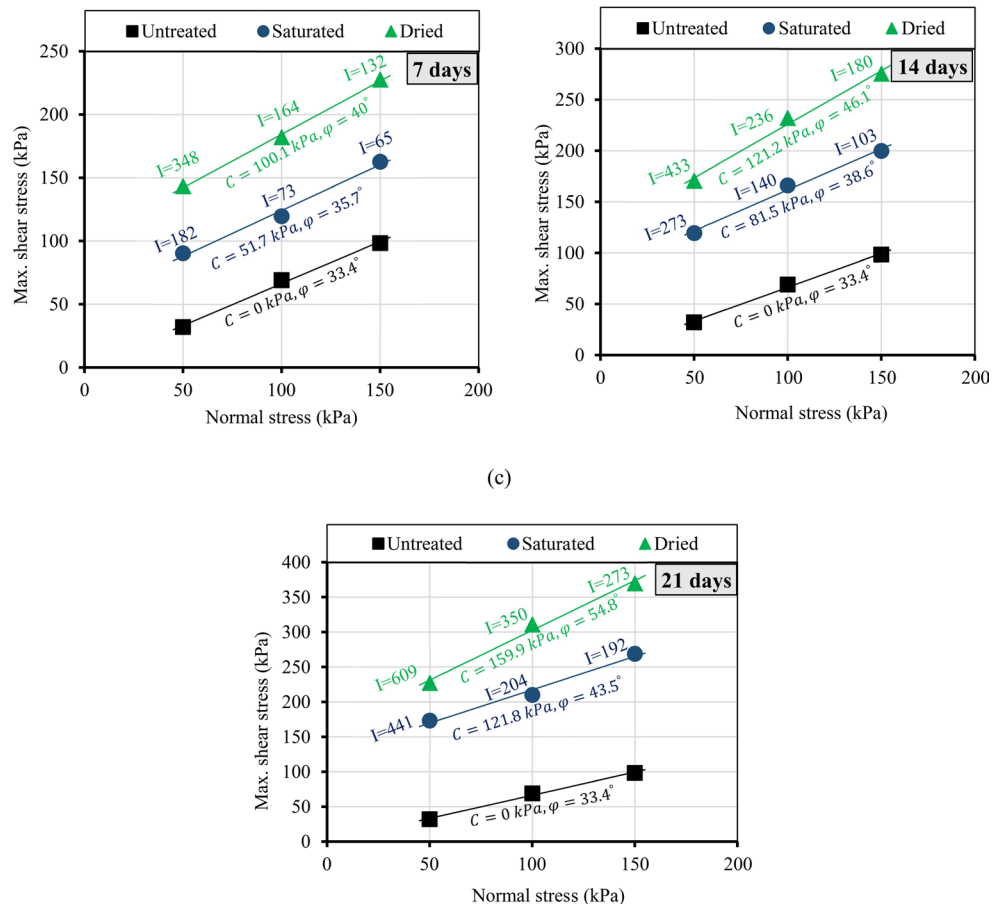 Untreated Saturated Dried
7 days
Max. shear stress (kPa)
250
200
150
100
50
0
I=348
I=164
I=132
C = 100.1 kPa, φ = 40°
I=182
I=73
I=65
C = 51.7 kPa, φ = 35.7°
C = 0 kPa, φ = 33.4°
0 50 100 150 200
Normal stress (kPa)
Untreated Saturated Dried
14 days
Max. shear stress (kPa)
300
250
200
150
100
50
0
I=433
I=236
I=180
C = 121.2 kPa, φ = 46.1°
I=273
I=140
I=103
C = 81.5 kPa, φ = 38.6°
C = 0 kPa, φ = 33.4°
0 50 100 150 200
Normal stress (kPa)
(c)
Untreated Saturated Dried
21 days
Max. shear stress (kPa)
400
350
300
250
200
150
100
50
0
I=609
I=350
I=273
C = 159.9 kPa, φ = 54.8°
I=441
I=204
I=192
C = 121.8 kPa, φ = 43.5°
C = 0 kPa, φ = 33.4°
0 50 100 150 200
Normal stress (kPa)